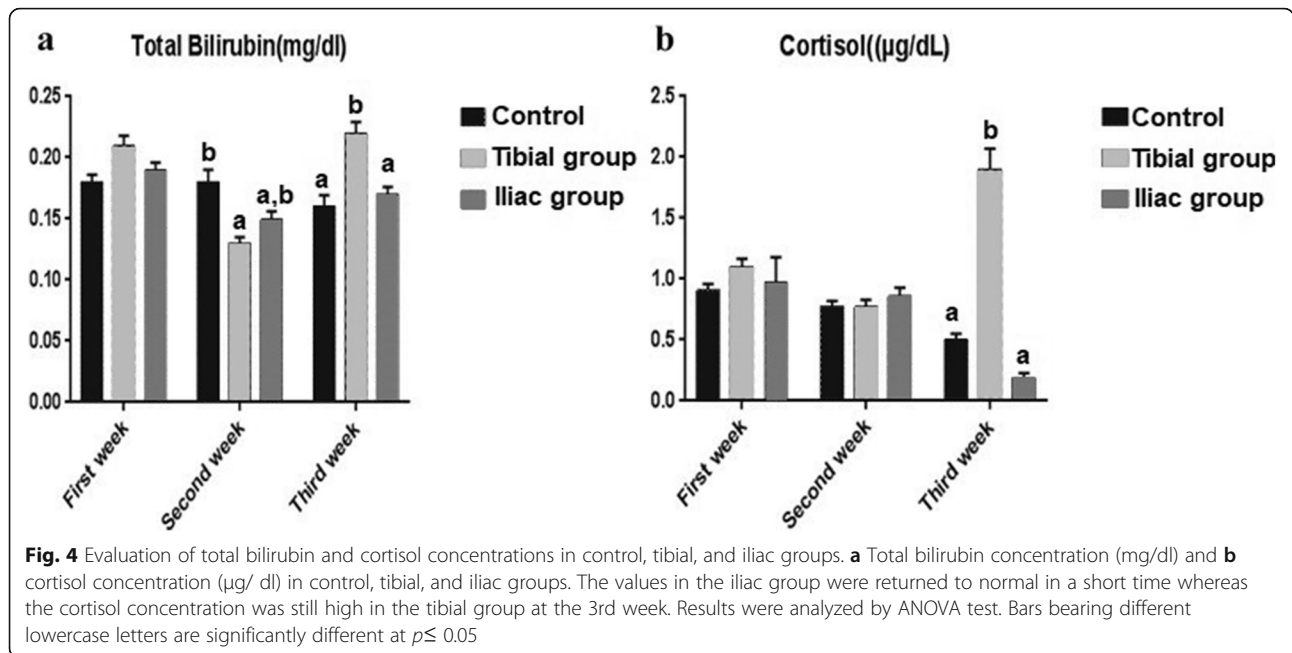 a Total Bilirubin(mg/dl)
0.25
0.20
0.15
0.10
0.05
0.00
b
a
a,b
a
b
a
First week
Second week
Third week
Control
Tibial group
Iliac group
b Cortisol((µg/dL)
2.5
2.0
1.5
1.0
0.5
0.0
a
b
a
First week
Second week
Third week
Control
Tibial group
Iliac group
Fig. 4 Evaluation of total bilirubin and cortisol concentrations in control, tibial, and iliac groups. a Total bilirubin concentration (mg/dl) and b
cortisol concentration (µg/ dl) in control, tibial, and iliac groups. The values in the iliac group were returned to normal in a short time whereas
the cortisol concentration was still high in the tibial group at the 3rd week. Results were analyzed by ANOVA test. Bars bearing different
lowercase letters are significantly different at p≤ 0.05